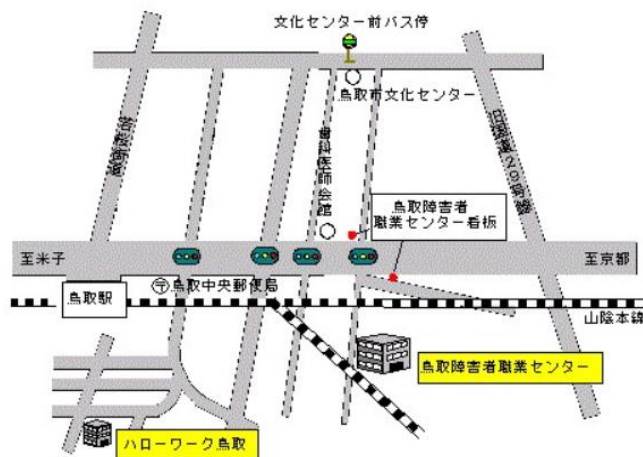 文化センター前バス停
鳥取市文化センター
歯科医師会館
鳥取障害者
職業センター看板
至米子
至京都
〒鳥取中央郵便局
鳥取駅
山陰本線
鳥取障害者職業センター
ハローワーク鳥取